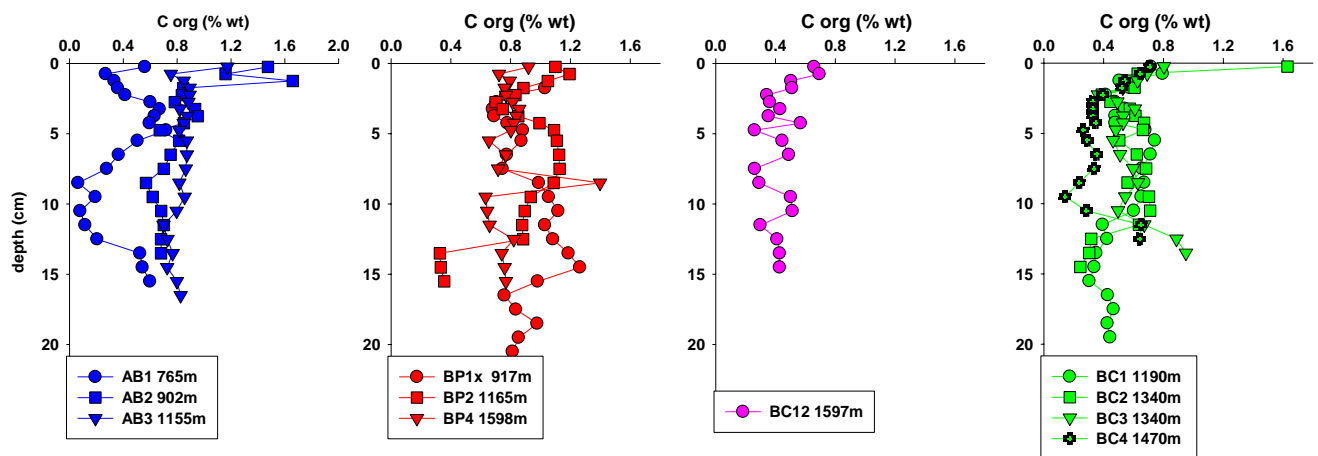 C org (% wt)
0.0 0.4 0.8 1.2 1.6 2.0
0
5
10
15
20
depth (cm)
AB1 765m
AB2 902m
AB3 1155m
C org (% wt)
0.0 0.4 0.8 1.2 1.6
0
5
10
15
20
BP1x 917m
BP2 1165m
BP4 1598m
C org (% wt)
0.0 0.4 0.8 1.2 1.6
0
5
10
15
20
BC12 1597m
C org (% wt)
0.0 0.4 0.8 1.2 1.6
0
5
10
15
20
BC1 1190m
BC2 1340m
BC3 1340m
BC4 1470m